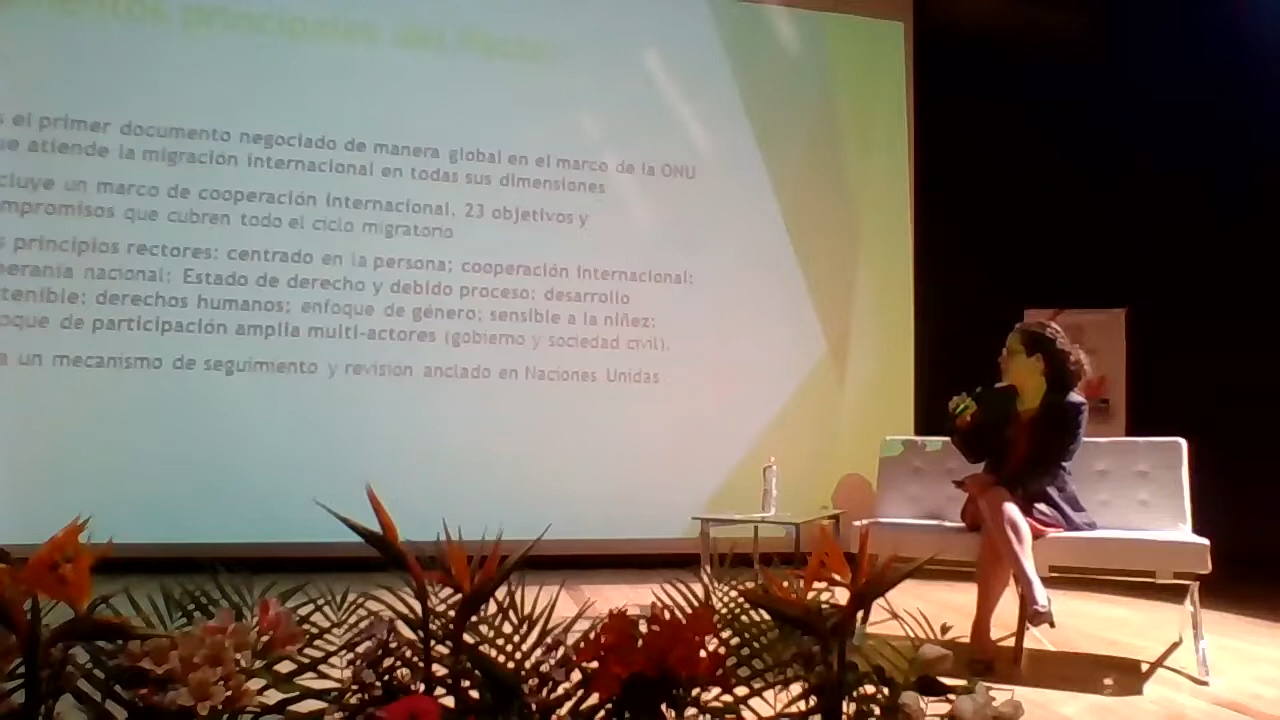 principales del Pacto
el primer documento negociado de manera global en el marco de la ONU
atiende la migración internacional en todas sus dimensiones
cluye un marco de cooperación internacional, 23 objetivos y
mpromisos que cubren todo el ciclo migratorio
s principios rectores: centrado en la persona; cooperación internacional;
eranía nacional; Estado de derecho y debido proceso; desarrollo
tenible; derechos humanos; enfoque de género; sensible a la niñez;
oque de participación amplia multi-actores (gobierno y sociedad civil).
a un mecanismo de seguimiento y revisión anclado en Naciones Unidas